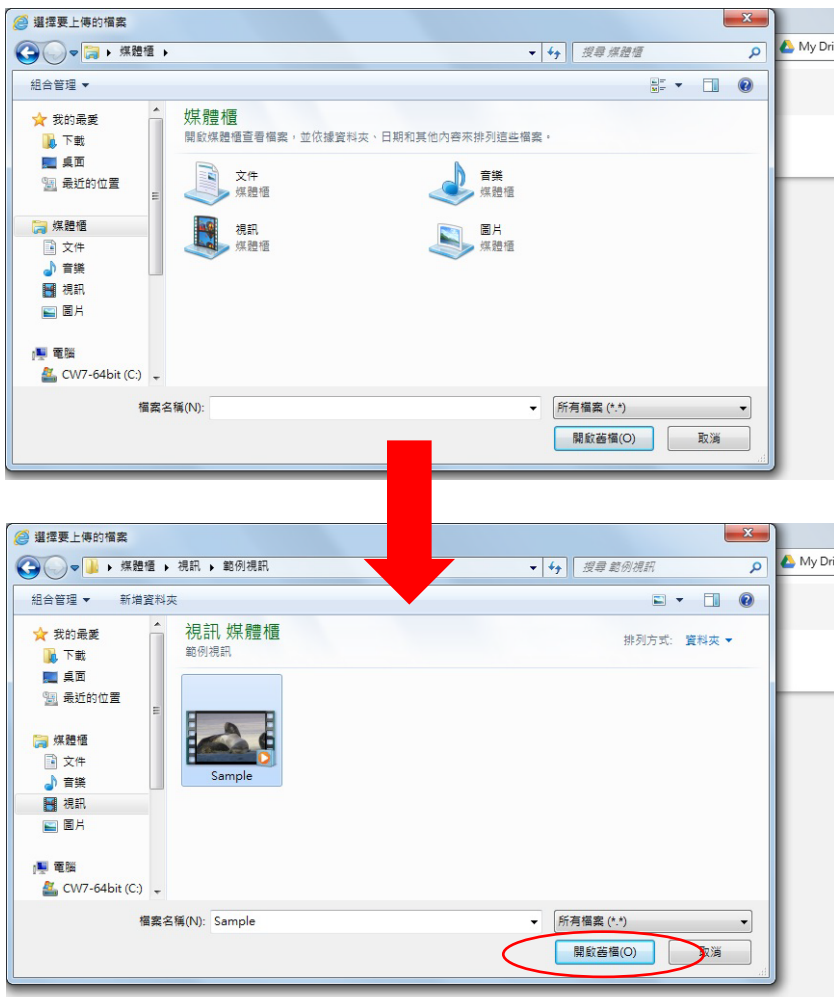 選擇要上傳的檔案
媒體櫃
搜尋 媒體櫃
My Dri
組合管理
我的最愛
下載
桌面
最近的位置
媒體櫃
文件
音樂
視訊
圖片
電腦
CW7-64bit (C:)
媒體櫃
開啟媒體櫃查看檔案，並依據資料夾、日期和其他內容來排列這些檔案。
文件
媒體櫃
音樂
媒體櫃
視訊
媒體櫃
圖片
媒體櫃
檔案名稱(N):
所有檔案 (*.*)
開啟舊檔(O)
取消
選擇要上傳的檔案
媒體櫃 視訊 範例視訊
搜尋 範例視訊
My Dri
組合管理 新增資料夾
我的最愛
下載
桌面
最近的位置
媒體櫃
文件
音樂
視訊
圖片
電腦
CW7-64bit (C:)
視訊 媒體櫃
範例視訊
排列方式: 資料夾
Sample
檔案名稱(N): Sample
所有檔案 (*.*)
開啟舊檔(O)
取消